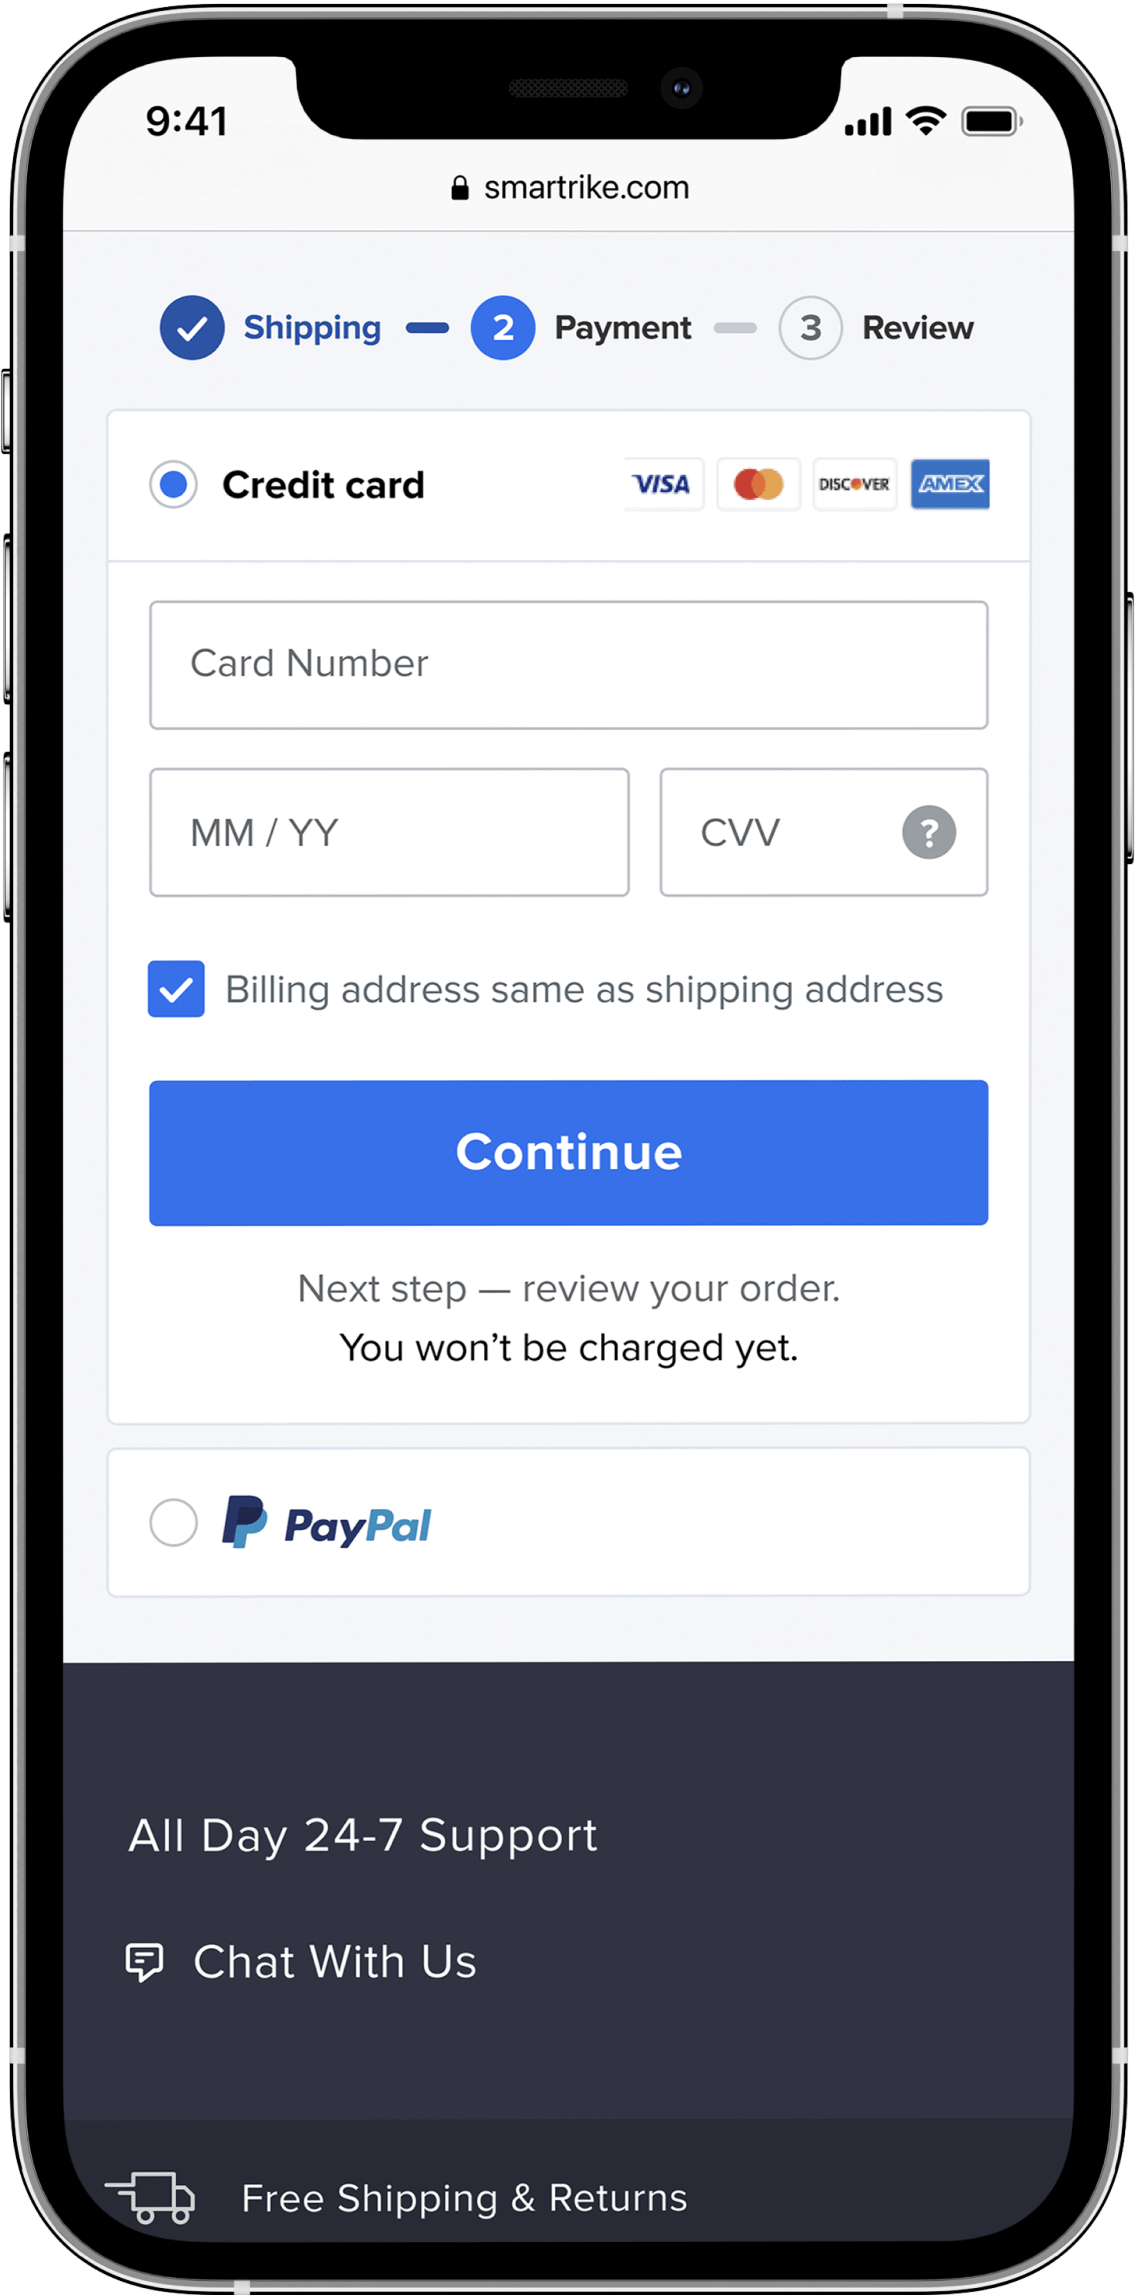 9:41
smartrike.com
Shipping 2 Payment 3 Review
Credit card VISA DISCOVER AMEX
Card Number
MM / YY CVV ?
Billing address same as shipping address
Continue
Next step — review your order.
You won’t be charged yet.
PayPal
All Day 24-7 Support
Chat With Us
Free Shipping & Returns